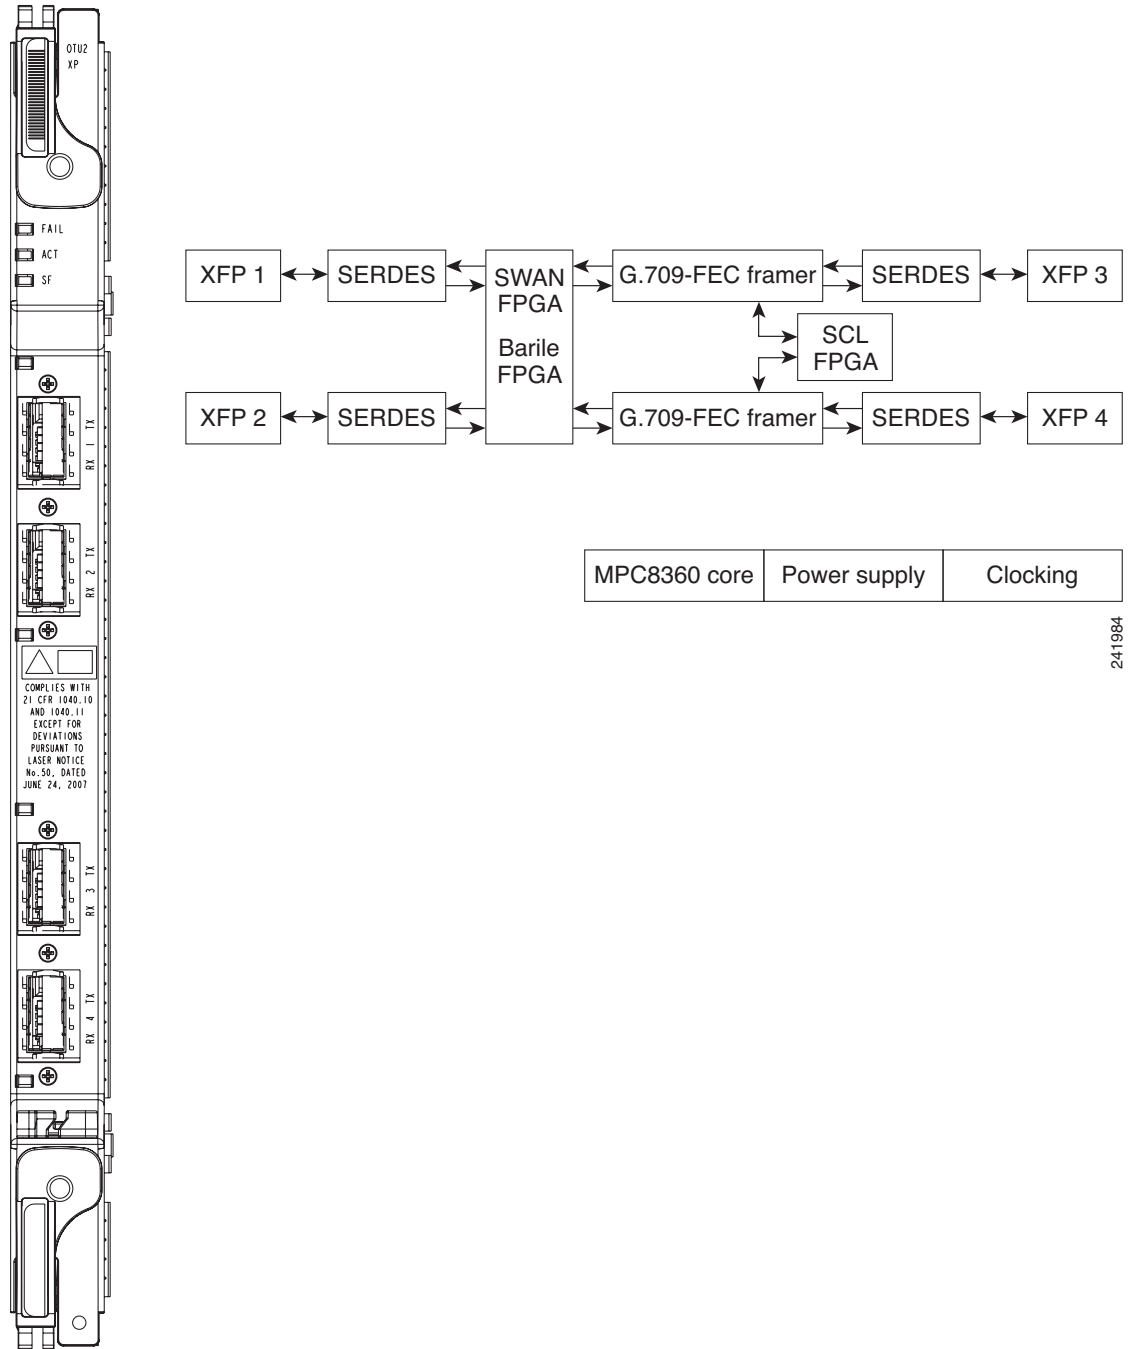 OTU2
XP
FAIL
ACT
SF
RX 1 TX
RX 2 TX
COMPLIES WITH
21 CFR 1040.10
AND 1040.11
EXCEPT FOR
DEVIATIONS
PURSUANT TO
LASER NOTICE
No.50, DATED
JUNE 24, 2007
RX 3 TX
RX 4 TX
XFP 1
SERDES
SWAN
FPGA
Barile
FPGA
G.709-FEC framer
SERDES
XFP 3
SCL
FPGA
XFP 2
SERDES
G.709-FEC framer
SERDES
XFP 4
MPC8360 core
Power supply
Clocking
241984